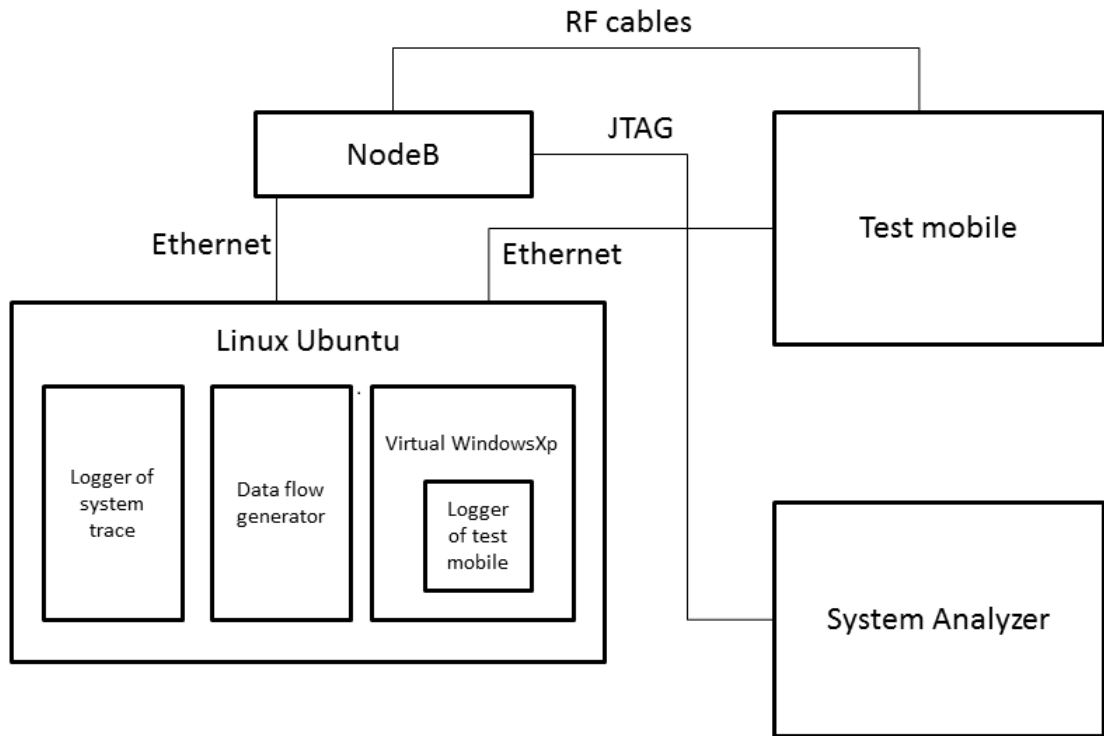 RF cables
NodeB
JTAG
Test mobile
Ethernet
Ethernet
Linux Ubuntu
Logger of
system
trace
Data flow
generator
Virtual WindowsXp
Logger
of test
mobile
System Analyzer